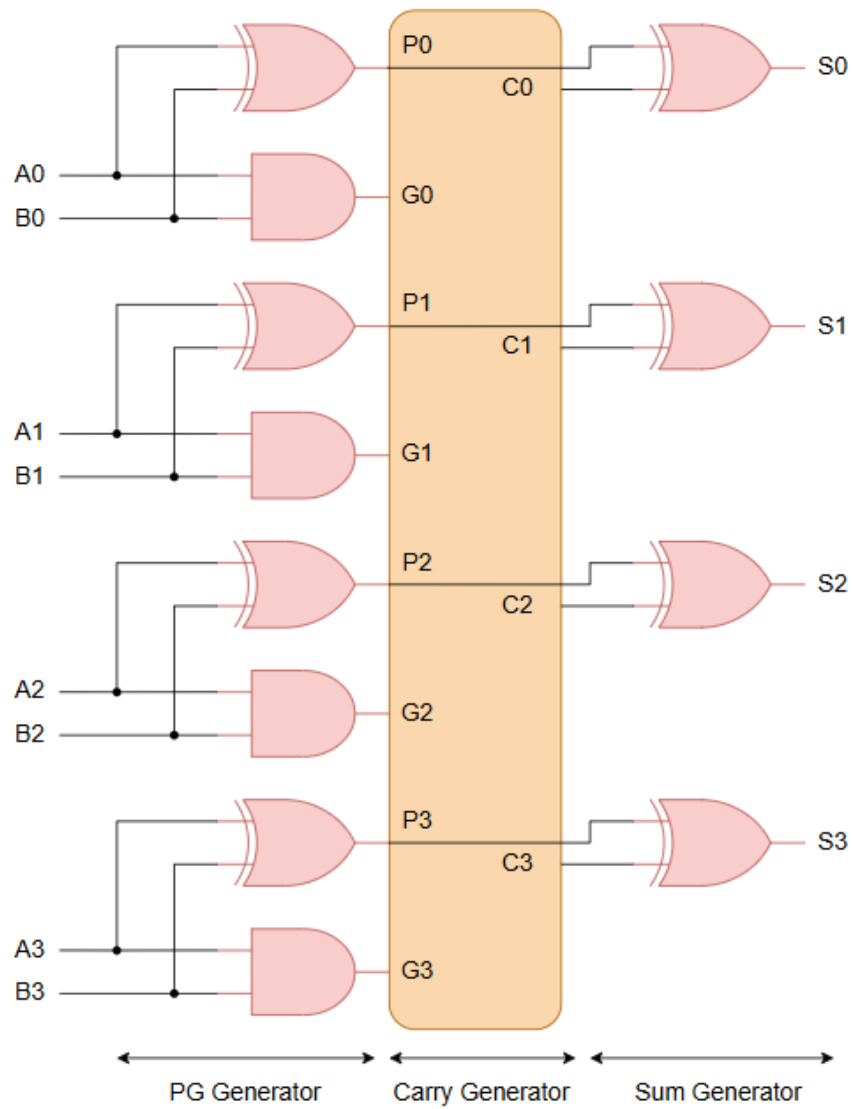 P0
S0
C0
A0
G0
B0
P1
S1
C1
A1
G1
B1
P2
S2
C2
A2
G2
B2
P3
S3
C3
A3
G3
B3
PG Generator
Carry Generator
Sum Generator